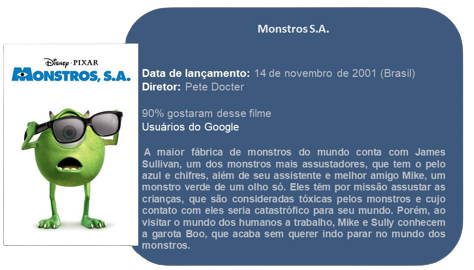 Monstros S.A.
Disney · PIXAR
MONSTROS, S.A.
Data de lançamento: 14 de novembro de 2001 (Brasil)
Diretor: Pete Docter
90% gostaram desse filme
Usuários do Google
A maior fábrica de monstros do mundo conta com James
Sullivan, um dos monstros mais assustadores, que tem o pelo
azul e chifres, além de seu assistente e melhor amigo Mike, um
monstro verde de um olho só. Eles têm por missão assustar as
crianças, que são consideradas tóxicas pelos monstros e cujo
contato com eles seria catastrófico para seu mundo. Porém, ao
visitar o mundo dos humanos a trabalho, Mike e Sully conhecem
a garota Boo, que acaba sem querer indo parar no mundo dos
monstros.